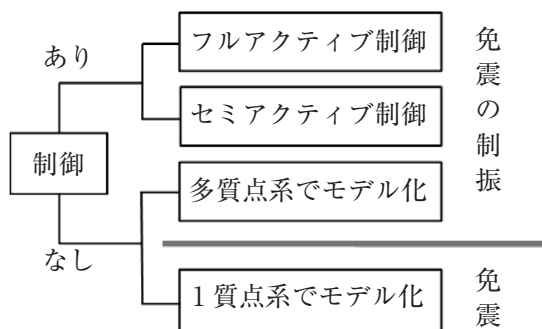 あり
フルアクティブ制御
セミアクティブ制御
免震の制振
制御
多質点系でモデル化
なし
1質点系でモデル化
免震